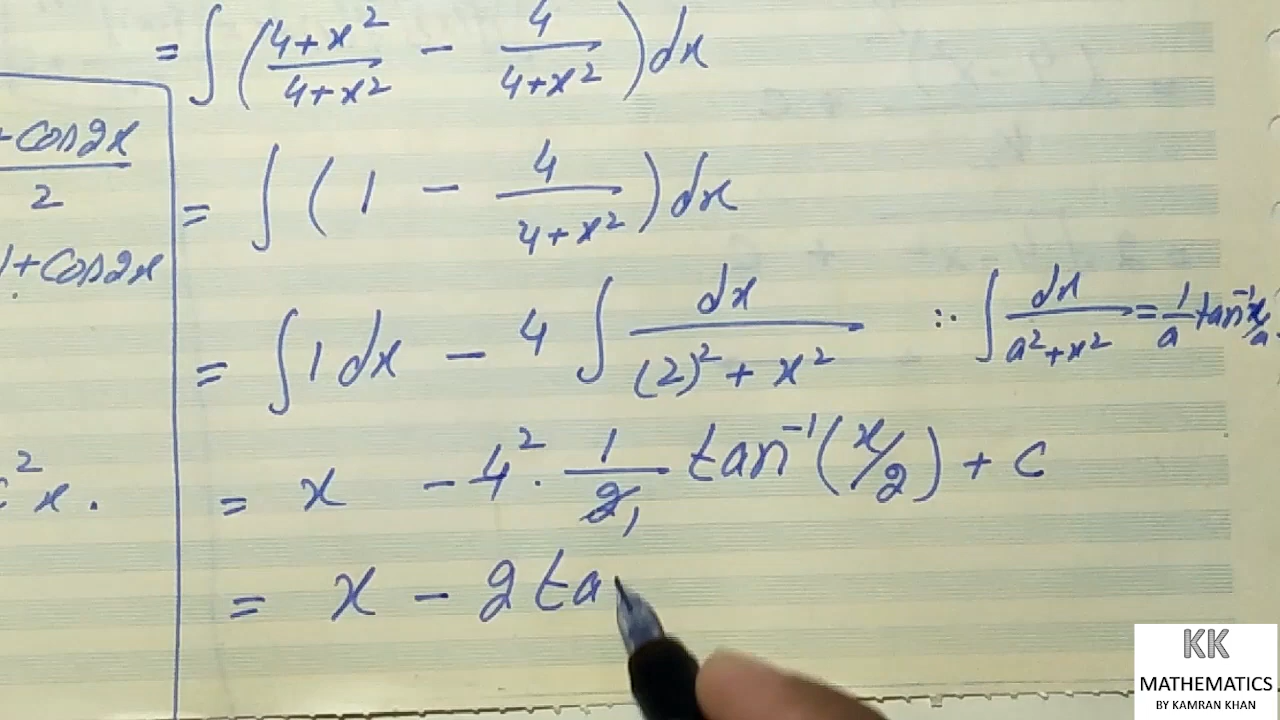 = ∫ (4+x²/4+x² − 4/4+x²) dx
+cos2x
2
= ∫ (1 − 4/4+x²) dx
1+cos2x
= ∫ 1 dx − 4 ∫ dx/(2)² + x² ∵ ∫ dx/a²+x² = 1/a tan⁻¹ x/a
= x − 4² · 1/2₁ tan⁻¹(x/2) + c
² x .
= x − 2 ta
KK
MATHEMATICS
BY KAMRAN KHAN